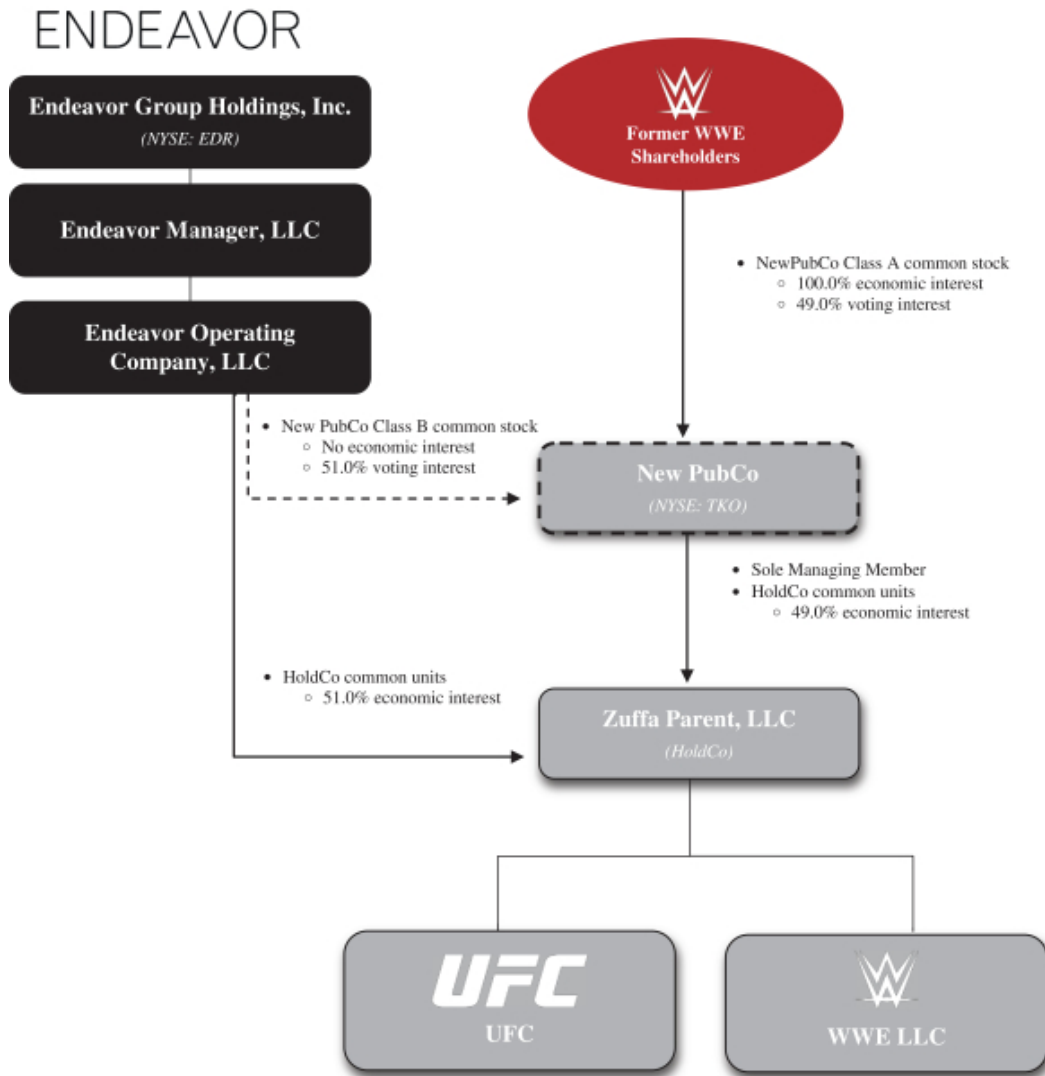 ENDEAVOR
Endeavor Group Holdings, Inc.
(NYSE: EDR)
Endeavor Manager, LLC
Endeavor Operating
Company, LLC
W
Former WWE
Shareholders
• NewPubCo Class A common stock
○ 100.0% economic interest
○ 49.0% voting interest
• New PubCo Class B common stock
○ No economic interest
○ 51.0% voting interest
New PubCo
(NYSE: TKO)
• Sole Managing Member
• HoldCo common units
○ 49.0% economic interest
• HoldCo common units
○ 51.0% economic interest
Zuffa Parent, LLC
(HoldCo)
UFC
UFC
W
WWE LLC